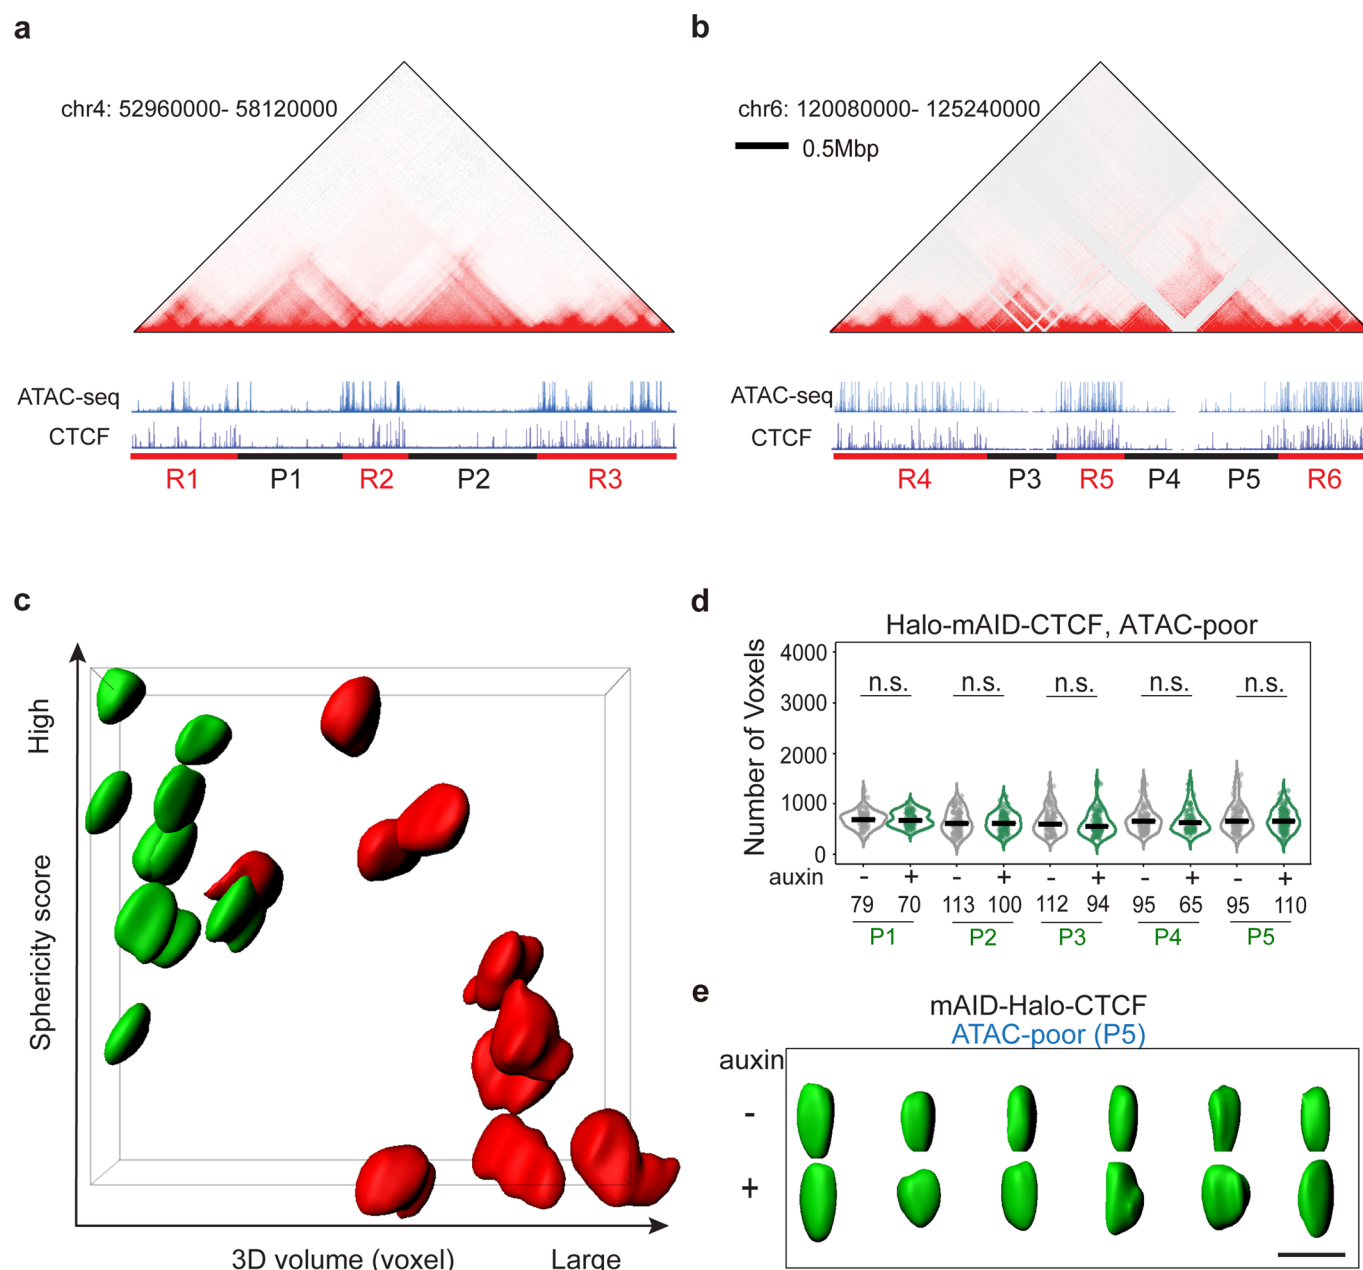 a
chr4: 52960000- 58120000
ATAC-seq
CTCF
R1 P1 R2 P2 R3
b
chr6: 120080000- 125240000
0.5Mbp
ATAC-seq
CTCF
R4 P3 R5 P4 P5 R6
c
High
Sphericity score
3D volume (voxel) Large
d
Halo-mAID-CTCF, ATAC-poor
Number of Voxels
4000
3000
2000
1000
0
n.s. n.s. n.s. n.s. n.s.
auxin - + - + - + - + - +
79 70 113 100 112 94 95 65 95 110
P1 P2 P3 P4 P5
e
mAID-Halo-CTCF
ATAC-poor (P5)
auxin
-
+